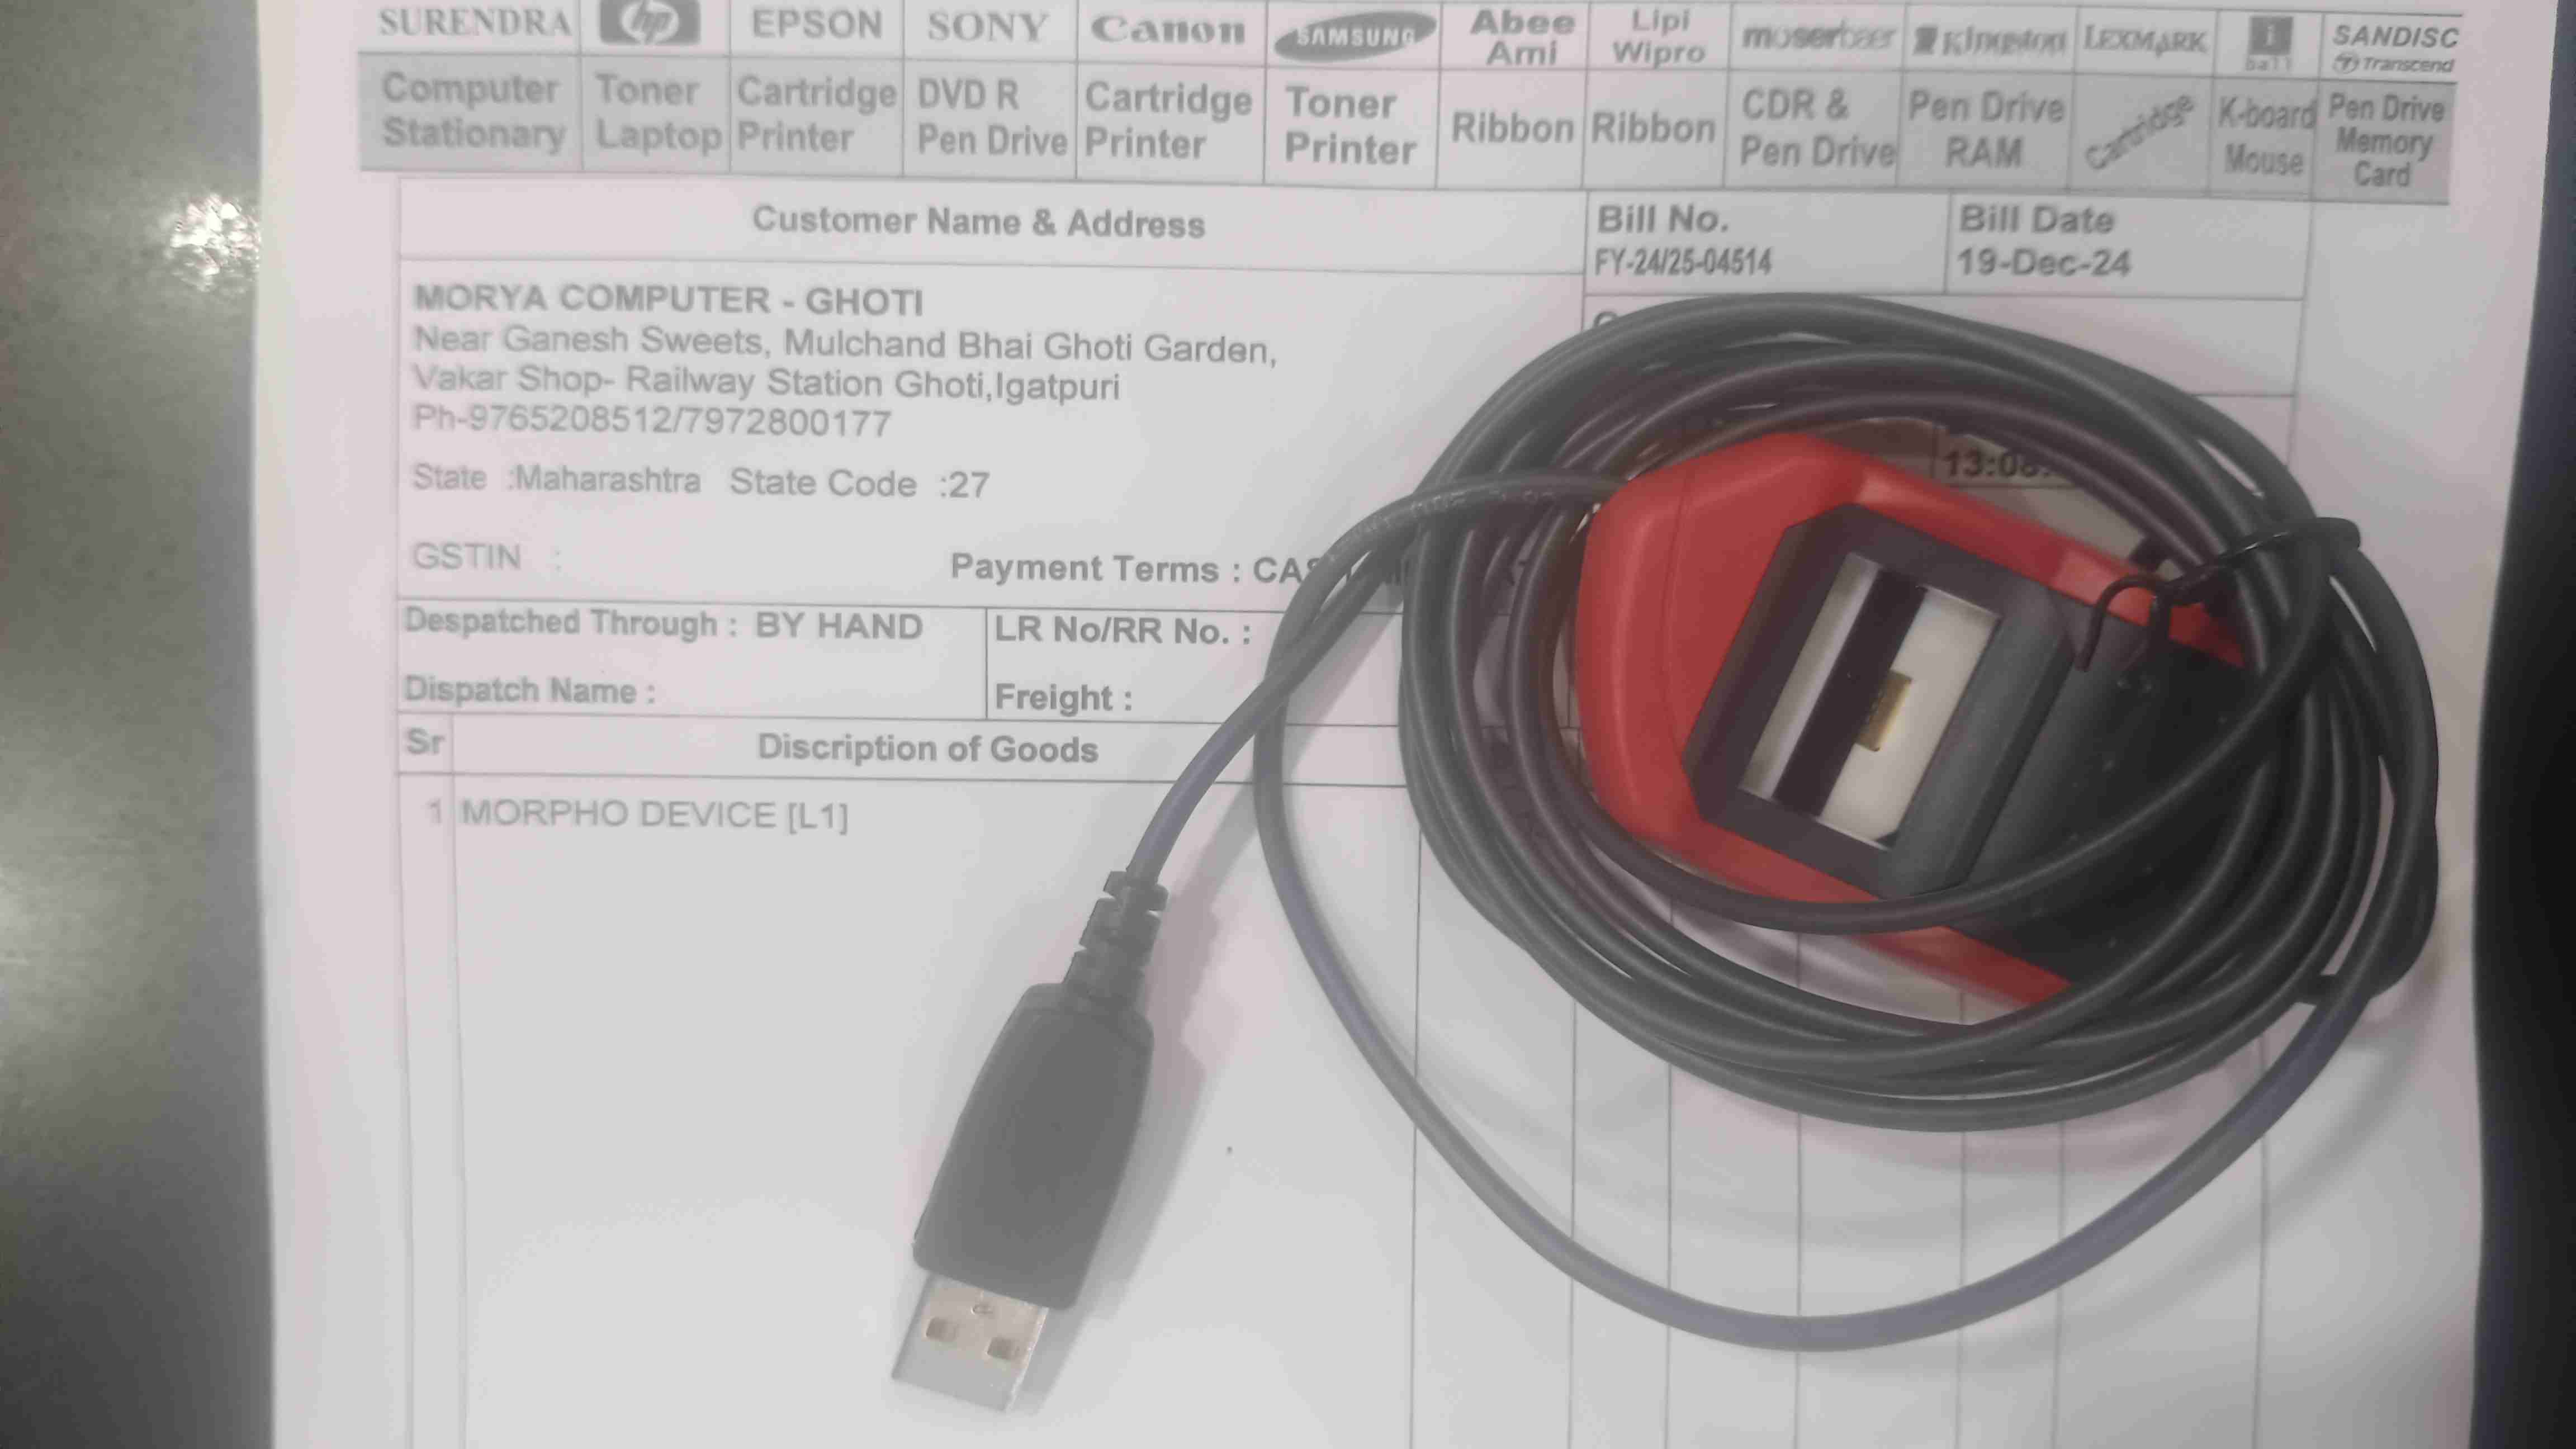 SURENDRA hp EPSON SONY Canon SAMSUNG Abee Ami Lipi Wipro moserbaer Kingston LEXMARK i ball SANDISC Transcend
Computer Stationary Toner Laptop Cartridge Printer DVD R Pen Drive Cartridge Printer Toner Printer Ribbon Ribbon CDR & Pen Drive Pen Drive RAM Cartridge K-board Mouse Pen Drive Memory Card
Customer Name & Address
Bill No.
FY-24/25-04514
Bill Date
19-Dec-24
MORYA COMPUTER - GHOTI
Near Ganesh Sweets, Mulchand Bhai Ghoti Garden,
Vakar Shop- Railway Station Ghoti,Igatpuri
Ph-9765208512/7972800177
State :Maharashtra State Code :27
13:08
GSTIN :
Payment Terms :
Despatched Through : BY HAND
LR No/RR No. :
Dispatch Name :
Freight :
Sr Discription of Goods
1 MORPHO DEVICE [L1]